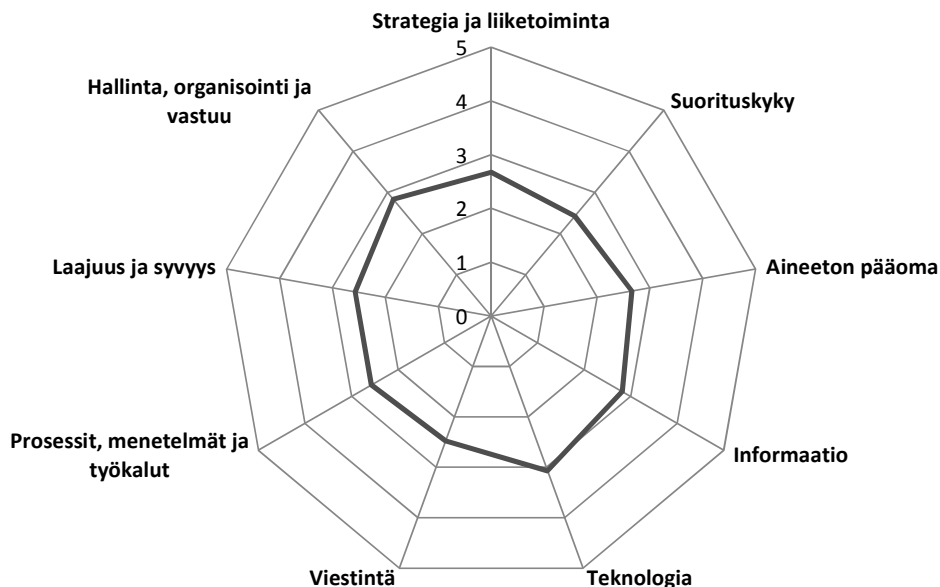 Strategia ja liiketoiminta
5
4
3
2
1
0
Suorituskyky
Aineeton pääoma
Informaatio
Teknologia
Viestintä
Prosessit, menetelmät ja
työkalut
Laajuus ja syvyys
Hallinta, organisointi ja
vastuu